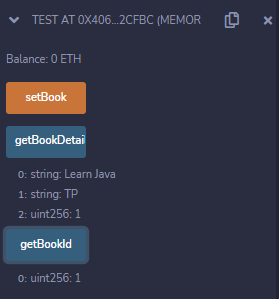 TEST AT 0X406...2CFBC (MEMOR
Balance: 0 ETH
setBook
getBookDetail
0: string: Learn Java
1: string: TP
2: uint256: 1
getBookId
0: uint256: 1